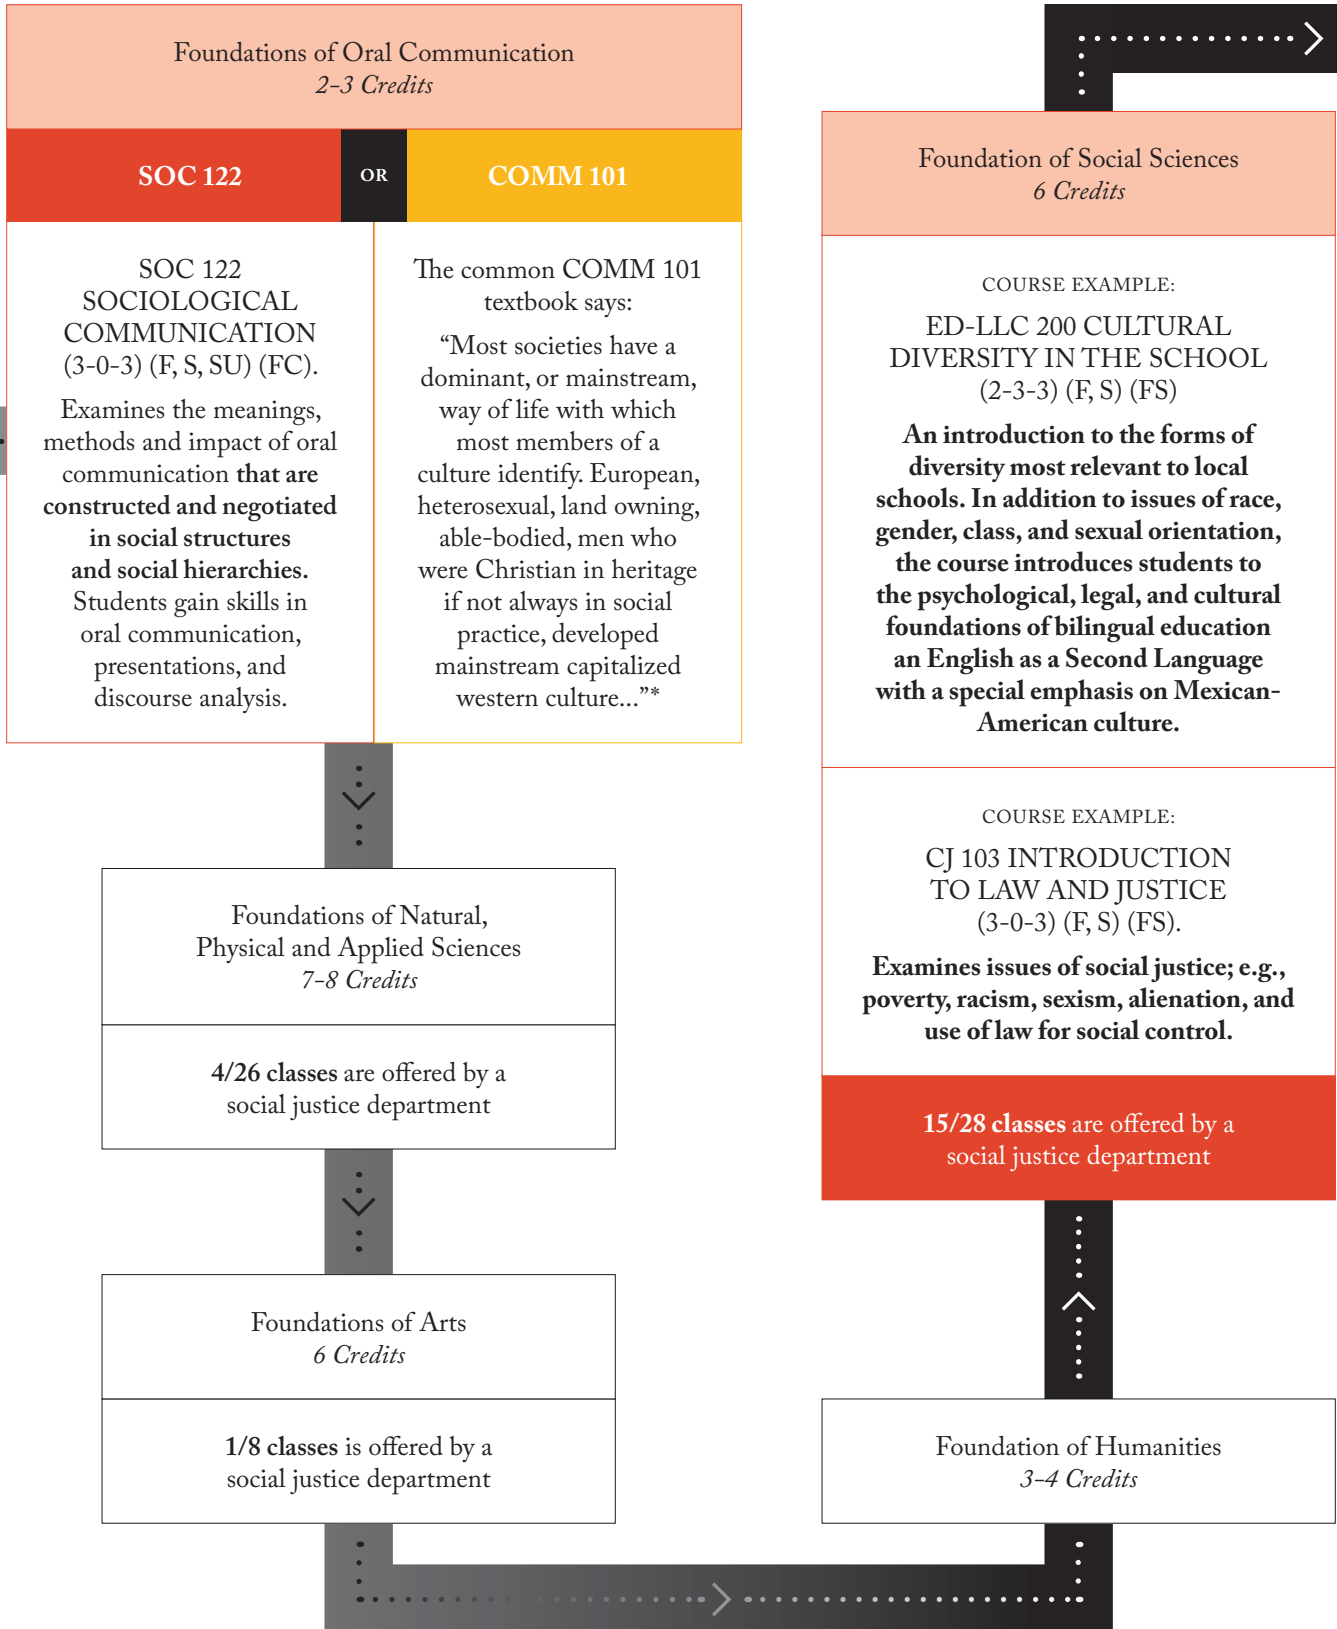 Foundations of Oral Communication
2-3 Credits
SOC 122
OR
COMM 101
SOC 122
SOCIOLOGICAL
COMMUNICATION
(3-0-3) (F, S, SU) (FC).
Examines the meanings,
methods and impact of oral
communication that are
constructed and negotiated
in social structures
and social hierarchies.
Students gain skills in
oral communication,
presentations, and
discourse analysis.
The common COMM 101
textbook says:
“Most societies have a
dominant, or mainstream,
way of life with which
most members of a
culture identify. European,
heterosexual, land owning,
able-bodied, men who
were Christian in heritage
if not always in social
practice, developed
mainstream capitalized
western culture...”*
Foundations of Natural,
Physical and Applied Sciences
7-8 Credits
4/26 classes are offered by a
social justice department
Foundations of Arts
6 Credits
1/8 classes is offered by a
social justice department
Foundation of Humanities
3-4 Credits
Foundation of Social Sciences
6 Credits
COURSE EXAMPLE:
ED-LLC 200 CULTURAL
DIVERSITY IN THE SCHOOL
(2-3-3) (F, S) (FS)
An introduction to the forms of
diversity most relevant to local
schools. In addition to issues of race,
gender, class, and sexual orientation,
the course introduces students to
the psychological, legal, and cultural
foundations of bilingual education
an English as a Second Language
with a special emphasis on Mexican-
American culture.
COURSE EXAMPLE:
CJ 103 INTRODUCTION
TO LAW AND JUSTICE
(3-0-3) (F, S) (FS).
Examines issues of social justice; e.g.,
poverty, racism, sexism, alienation, and
use of law for social control.
15/28 classes are offered by a
social justice department